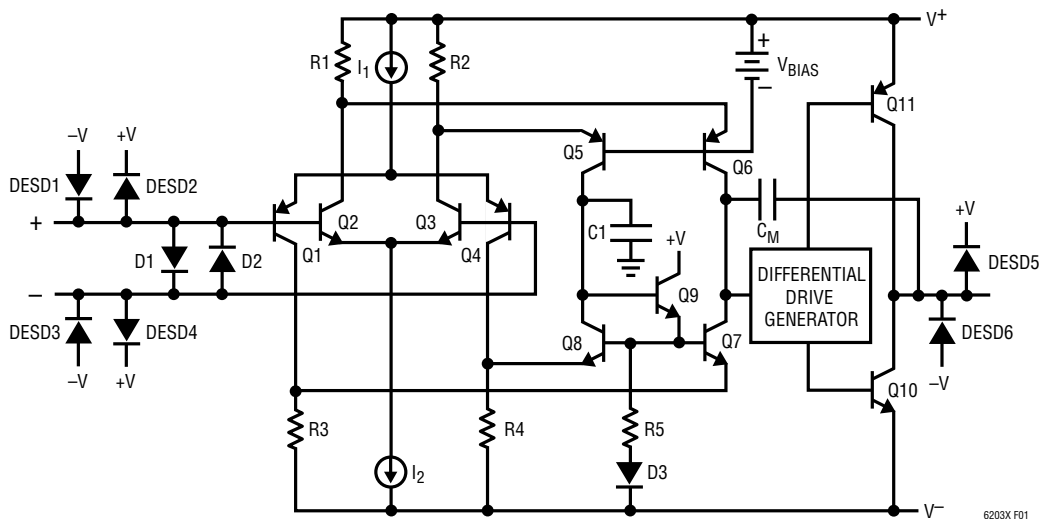 V+
+
R1
I1
R2
VBIAS
–
Q11
–V
+V
Q5
Q6
DESD1
DESD2
+V
+
Q2
Q3
C1
CM
+V
D1
D2
Q1
Q4
DIFFERENTIAL
DRIVE
GENERATOR
DESD5
–
Q9
DESD3
DESD4
Q8
Q7
DESD6
–V
+V
–V
Q10
R3
R4
R5
I2
D3
V–
6203X F01